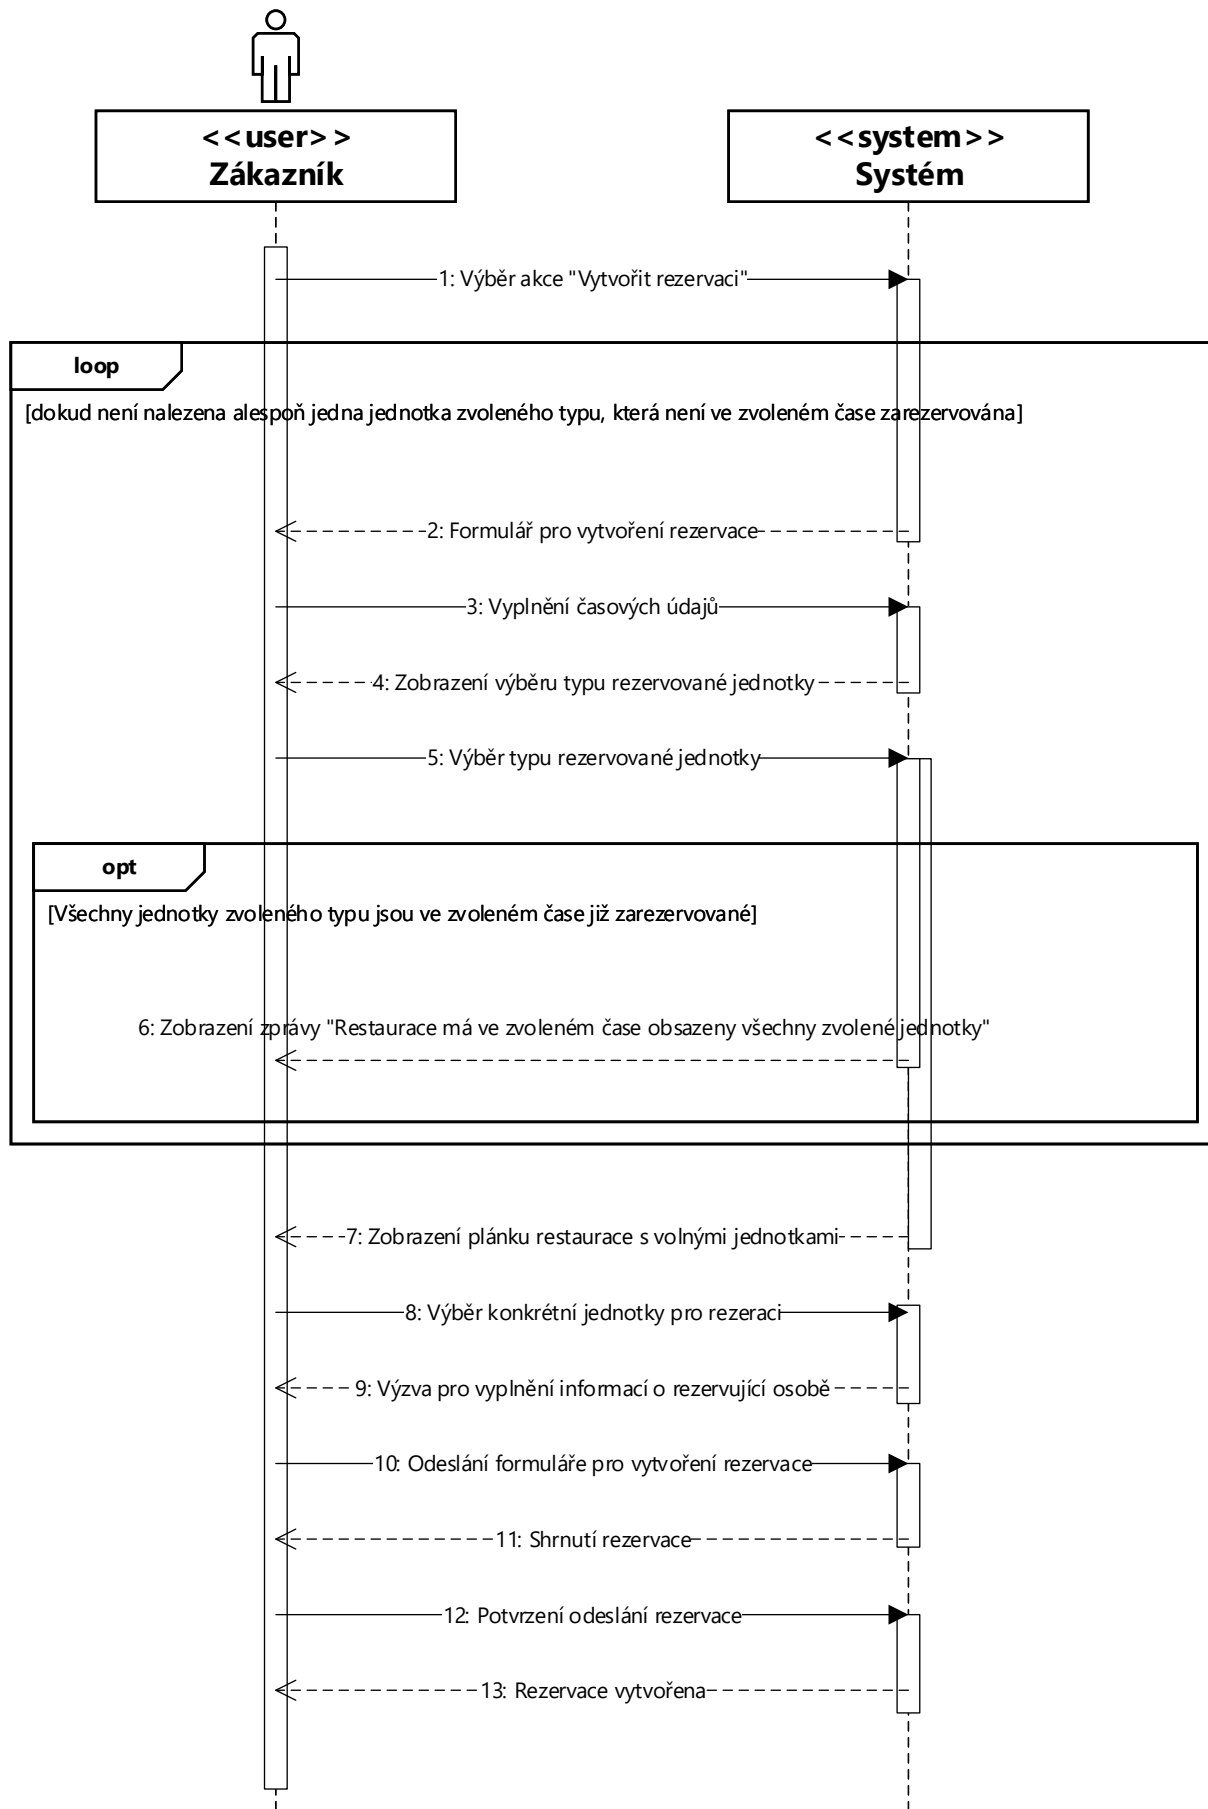 <<user>>
Zákazník
<<system>>
Systém
1: Výběr akce "Vytvořit rezervaci"
loop
[dokud není nalezena alespoň jedna jednotka zvoleného typu, která není ve zvoleném čase zarezervována]
2: Formulář pro vytvoření rezervace
3: Vyplnění časových údajů
4: Zobrazení výběru typu rezervované jednotky
5: Výběr typu rezervované jednotky
opt
[Všechny jednotky zvoleného typu jsou ve zvoleném čase již zarezervované]
6: Zobrazení zprávy "Restaurace má ve zvoleném čase obsazeny všechny zvolené jednotky"
7: Zobrazení plánku restaurace s volnými jednotkami
8: Výběr konkrétní jednotky pro rezeraci
9: Výzva pro vyplnění informací o rezervující osobě
10: Odeslání formuláře pro vytvoření rezervace
11: Shrnutí rezervace
12: Potvrzení odeslání rezervace
13: Rezervace vytvořena